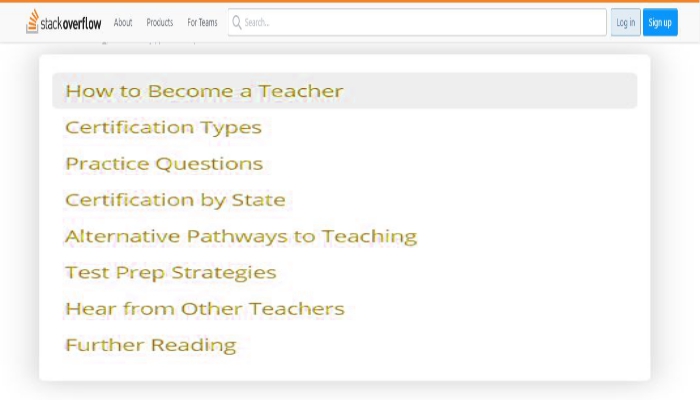 stackoverflow About Products For Teams Search... Log in Sign up
How to Become a Teacher
Certification Types
Practice Questions
Certification by State
Alternative Pathways to Teaching
Test Prep Strategies
Hear from Other Teachers
Further Reading